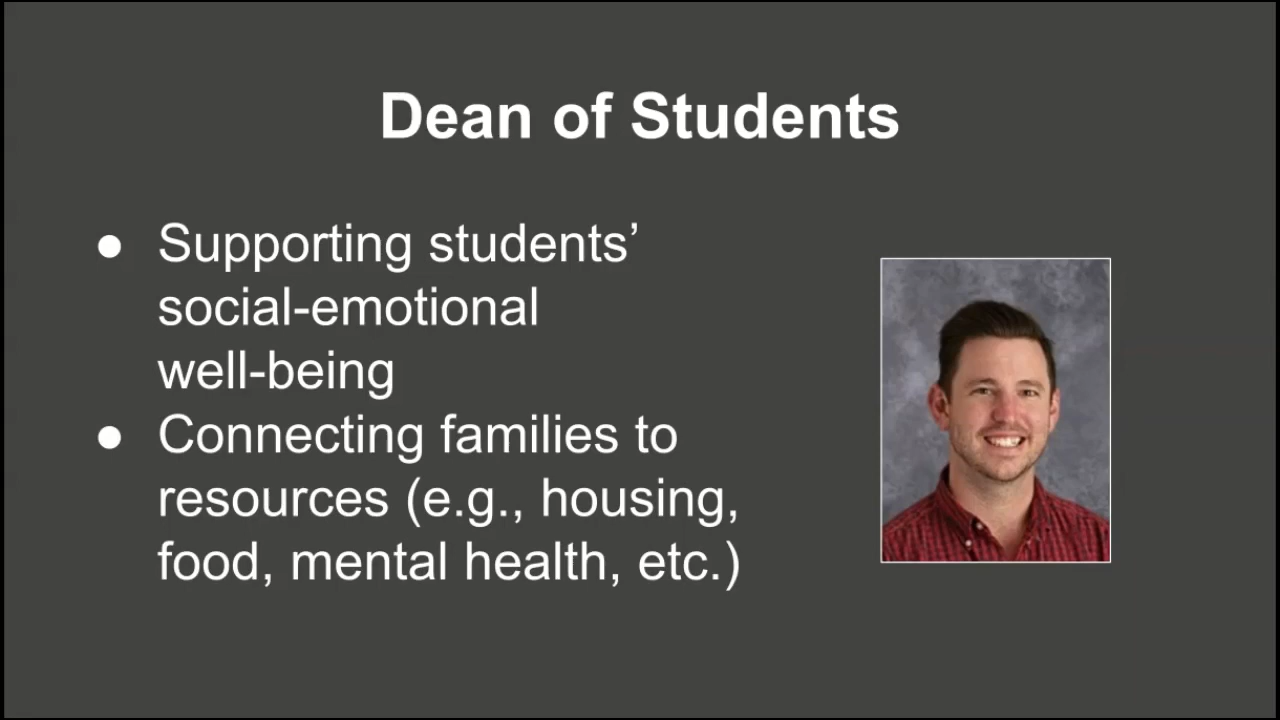 Dean of Students
● Supporting students’
social-emotional
well-being
● Connecting families to
resources (e.g., housing,
food, mental health, etc.)